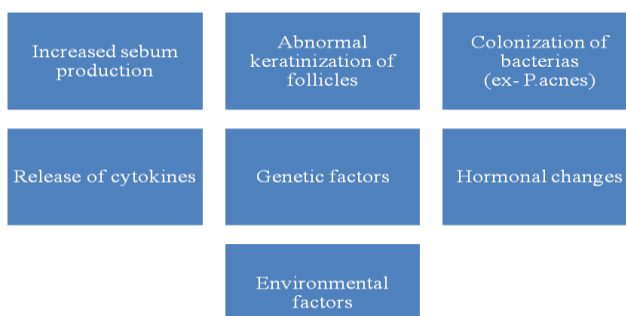 Increased sebum
production
Abnormal
keratinization of
follicles
Colonization of
bacterias
(ex- P.acnes)
Release of cytokines
Genetic factors
Hormonal changes
Environmental
factors